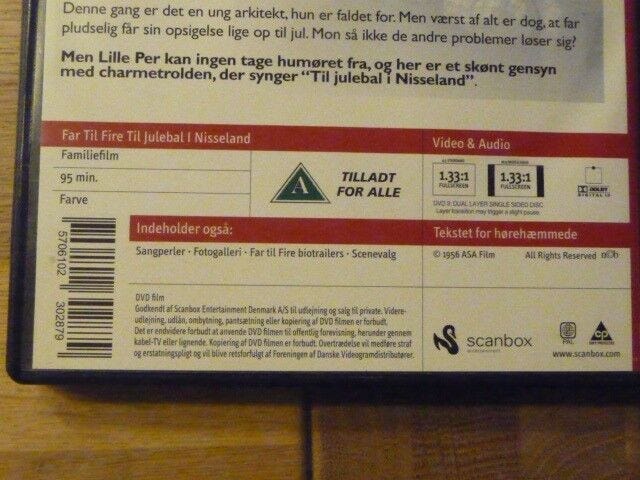 Denne gang er det en ung arkitekt, hun er faldet for. Men værst af alt er dog, at far
pludselig får sin opsigelse lige op til jul. Mon så ikke de andre problemer løser sig?
Men Lille Per kan ingen tage humøret fra, og her er et skønt gensyn
med charmetrolden, der synger "Til julebal i Nisseland".
Far Til Fire Til Julebal I Nisseland
Familiefilm
95 min.
Farve
A
TILLADT
FOR ALLE
Video & Audio
1.33:1
FULLSCREEN
1.33:1
FULLSCREEN
DOLBY
DIGITAL
DVD 9: DUAL LAYER SINGLE SIDED DISC
Layer transition may trigger a slight pause.
5706102
302879
Indeholder også:
Sangperler · Fotogalleri · Far til Fire biotrailers · Scenevalg
Tekstet for hørehæmmede
© 1956 ASA Film
All Rights Reserved
DVD film
Godkendt af Scanbox Entertainment Denmark A/S til udlejning og salg til private. Videre-
udlejning, udlån, ombytning, pantsætning eller kopiering af DVD filmen er forbudt.
Det er endvidere forbudt at anvende DVD filmen til offentlig forevisning, herunder gennem
kabel-TV eller lignende. Kopiering af DVD filmen er forbudt. Overtrædelse vil medføre straf
og erstatningspligt og vil blive retsforfulgt af Foreningen af Danske Videogramdistributører.
scanbox
entertainment
PAL
www.scanbox.com